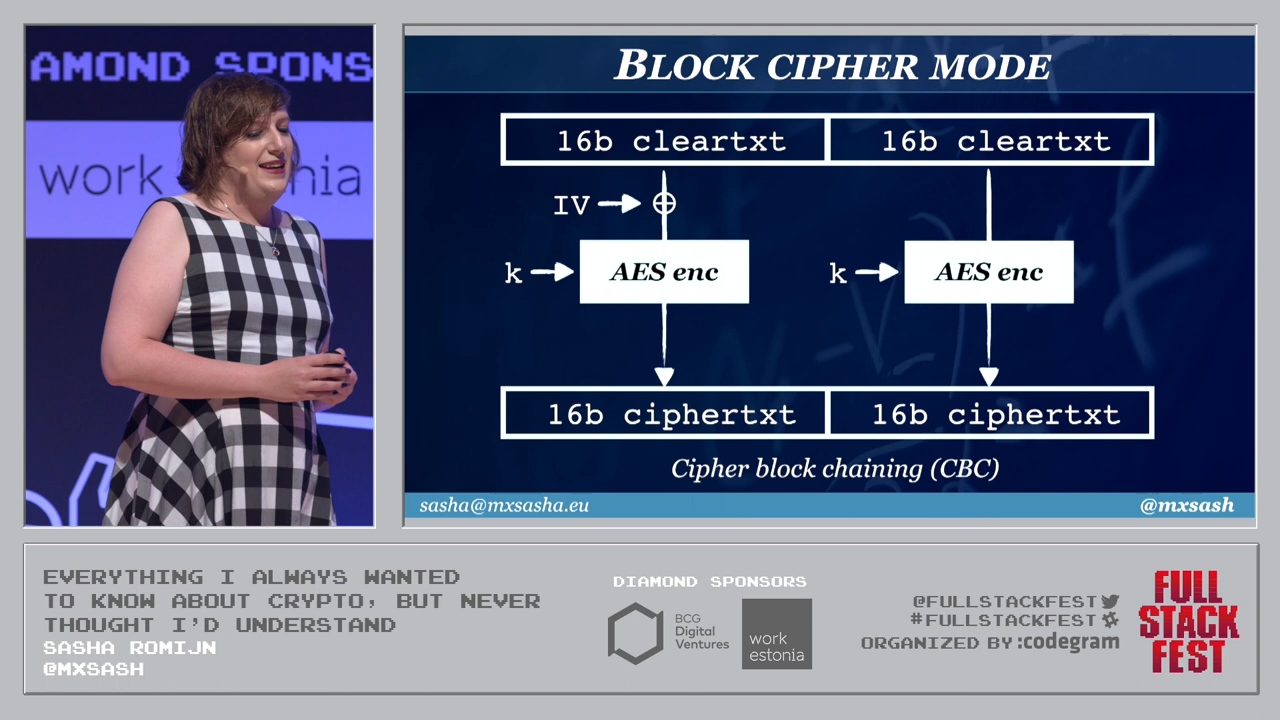 AMOND SPONS
work
nia
BLOCK CIPHER MODE
16b cleartxt
16b cleartxt
IV
k
AES enc
k
AES enc
16b ciphertxt
16b ciphertxt
Cipher block chaining (CBC)
sasha@mxsasha.eu
@mxsash
EVERYTHING I ALWAYS WANTED
TO KNOW ABOUT CRYPTO, BUT NEVER
THOUGHT I'D UNDERSTAND
SASHA ROMIJN
@MXSASH
DIAMOND SPONSORS
BCG
Digital
Ventures
work
estonia
@FULLSTACKFEST
#FULLSTACKFEST
ORGANIZED BY :codegram
FULL
STACK
FEST